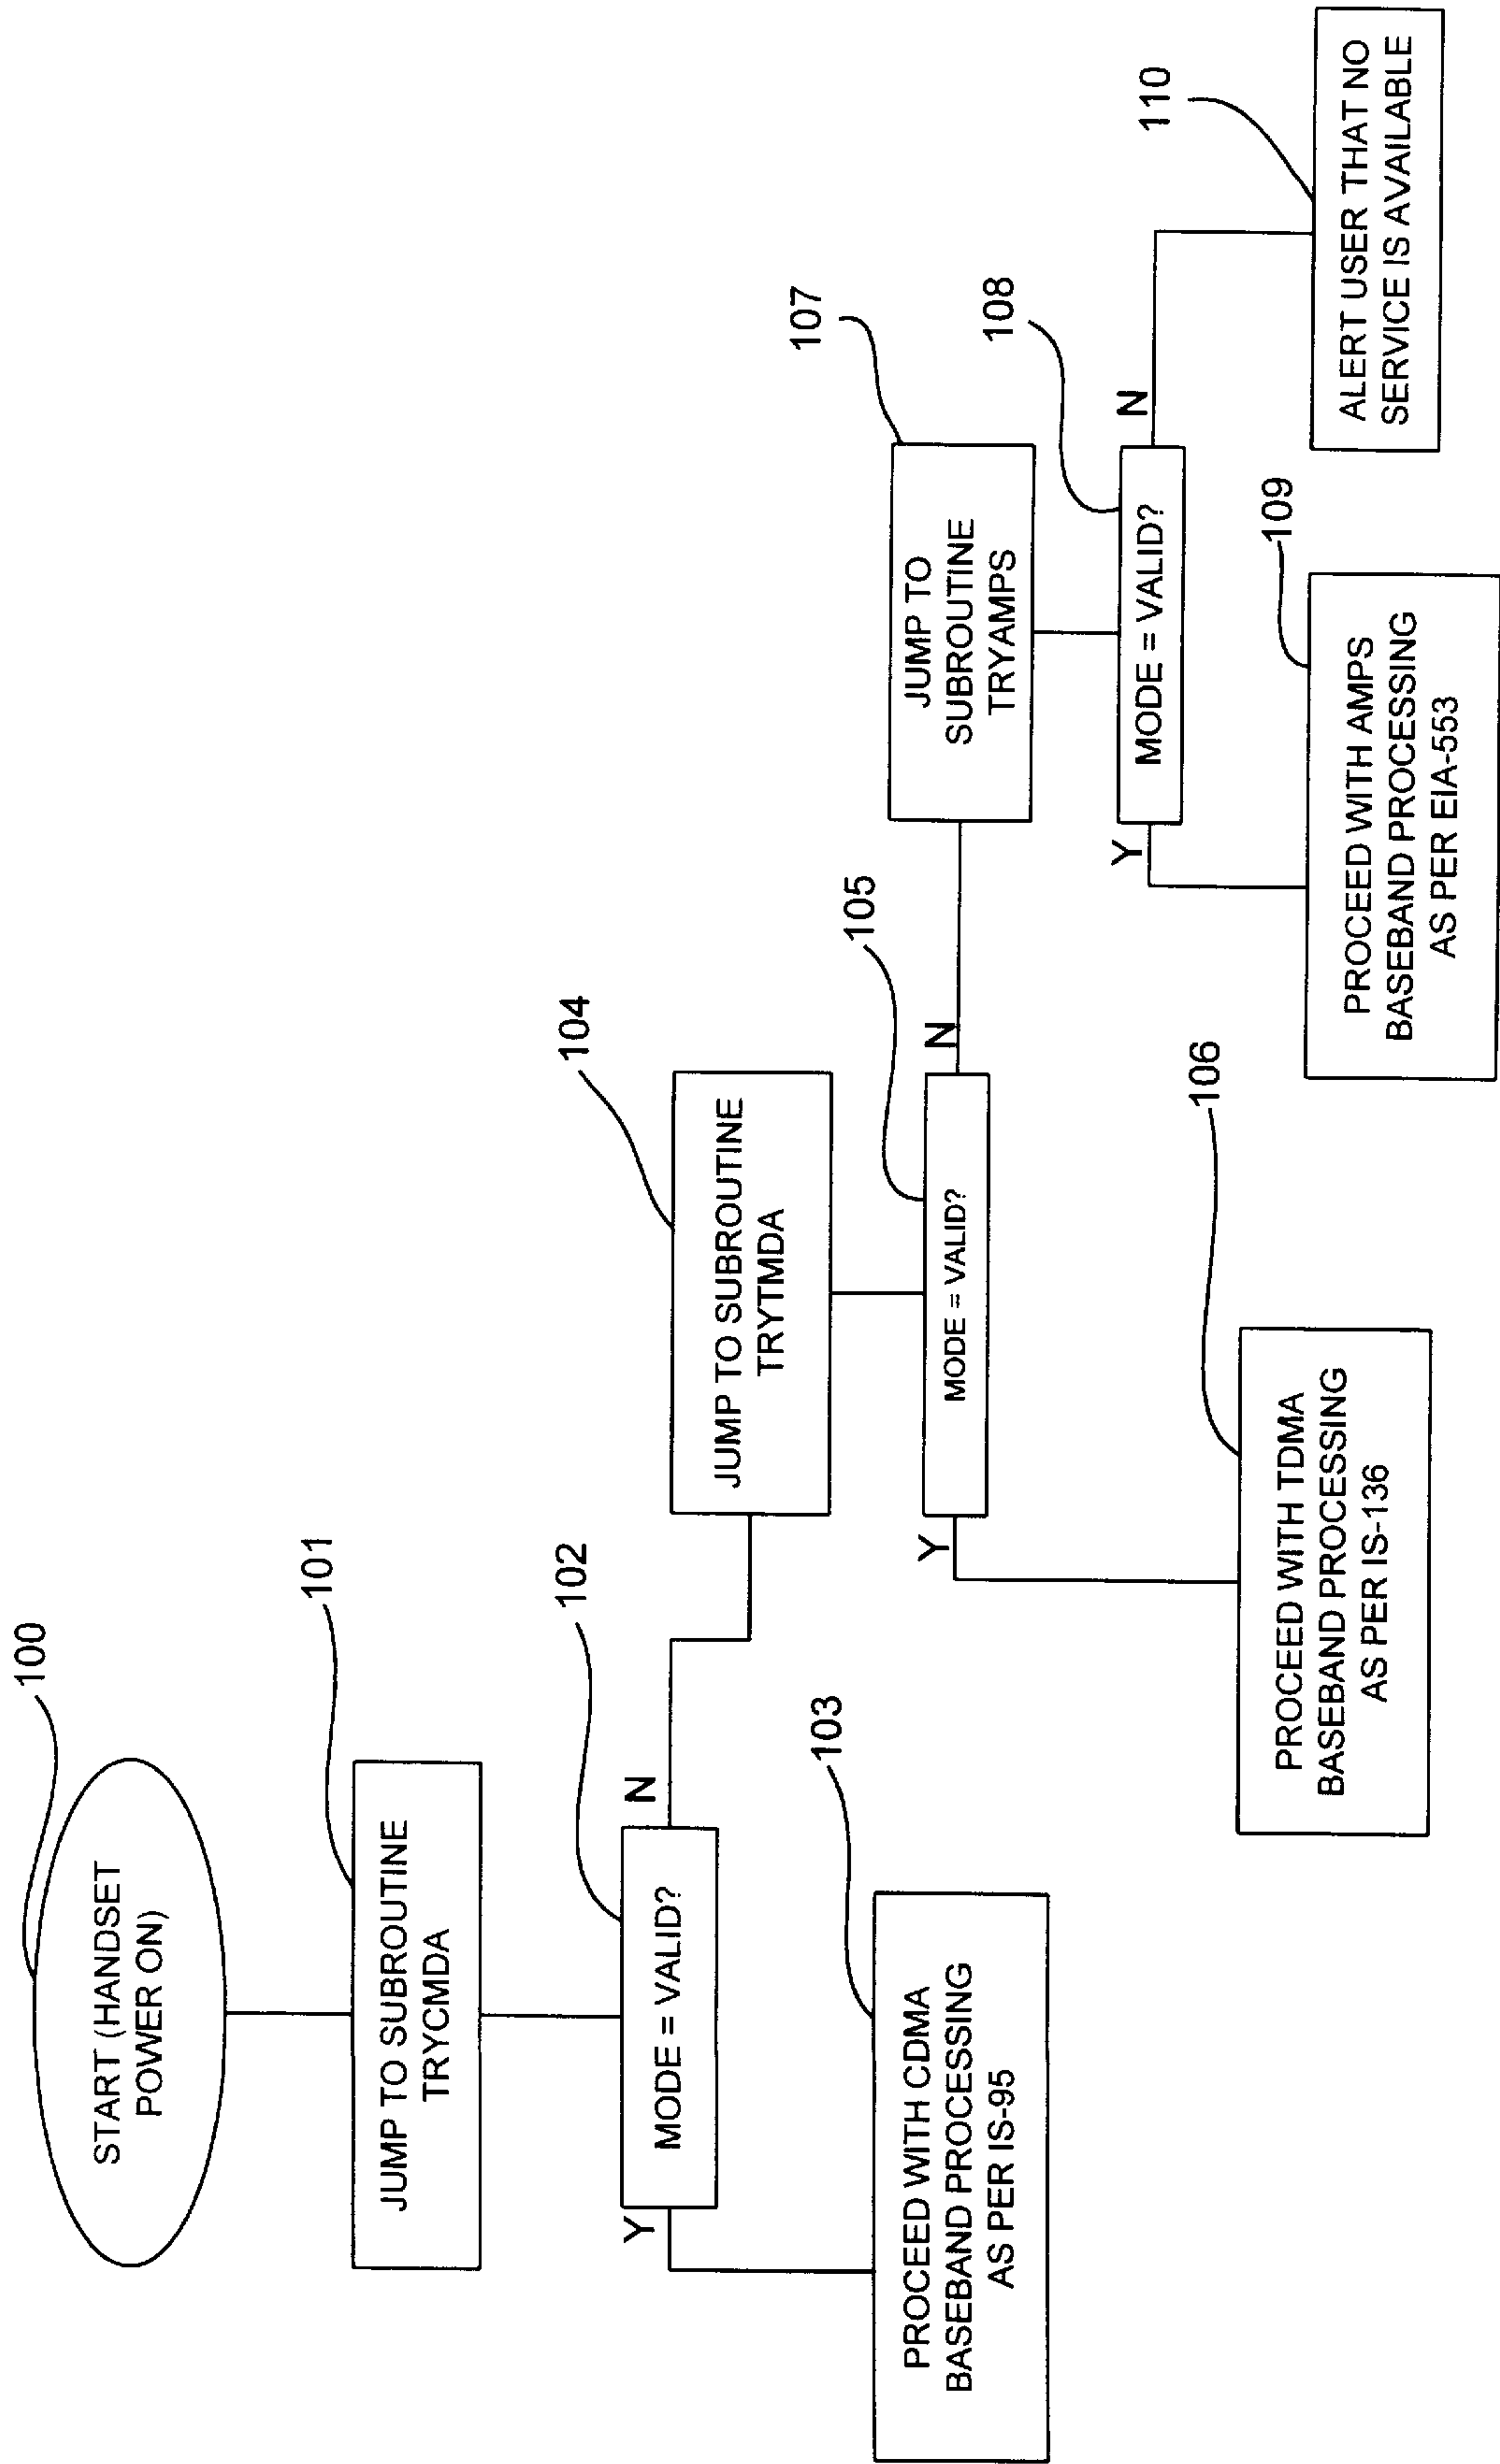 100
START (HANDSET
POWER ON)
101
JUMP TO SUBROUTINE
TRYCMDA
102
MODE = VALID?
Y
N
103
PROCEED WITH CDMA
BASEBAND PROCESSING
AS PER IS-95
104
JUMP TO SUBROUTINE
TRYTMDA
105
MODE = VALID?
Y
N
106
PROCEED WITH TDMA
BASEBAND PROCESSING
AS PER IS-136
107
JUMP TO
SUBROUTINE
TRYAMPS
108
MODE = VALID?
Y
N
109
PROCEED WITH AMPS
BASEBAND PROCESSING
AS PER EIA-553
110
ALERT USER THAT NO
SERVICE IS AVAILABLE